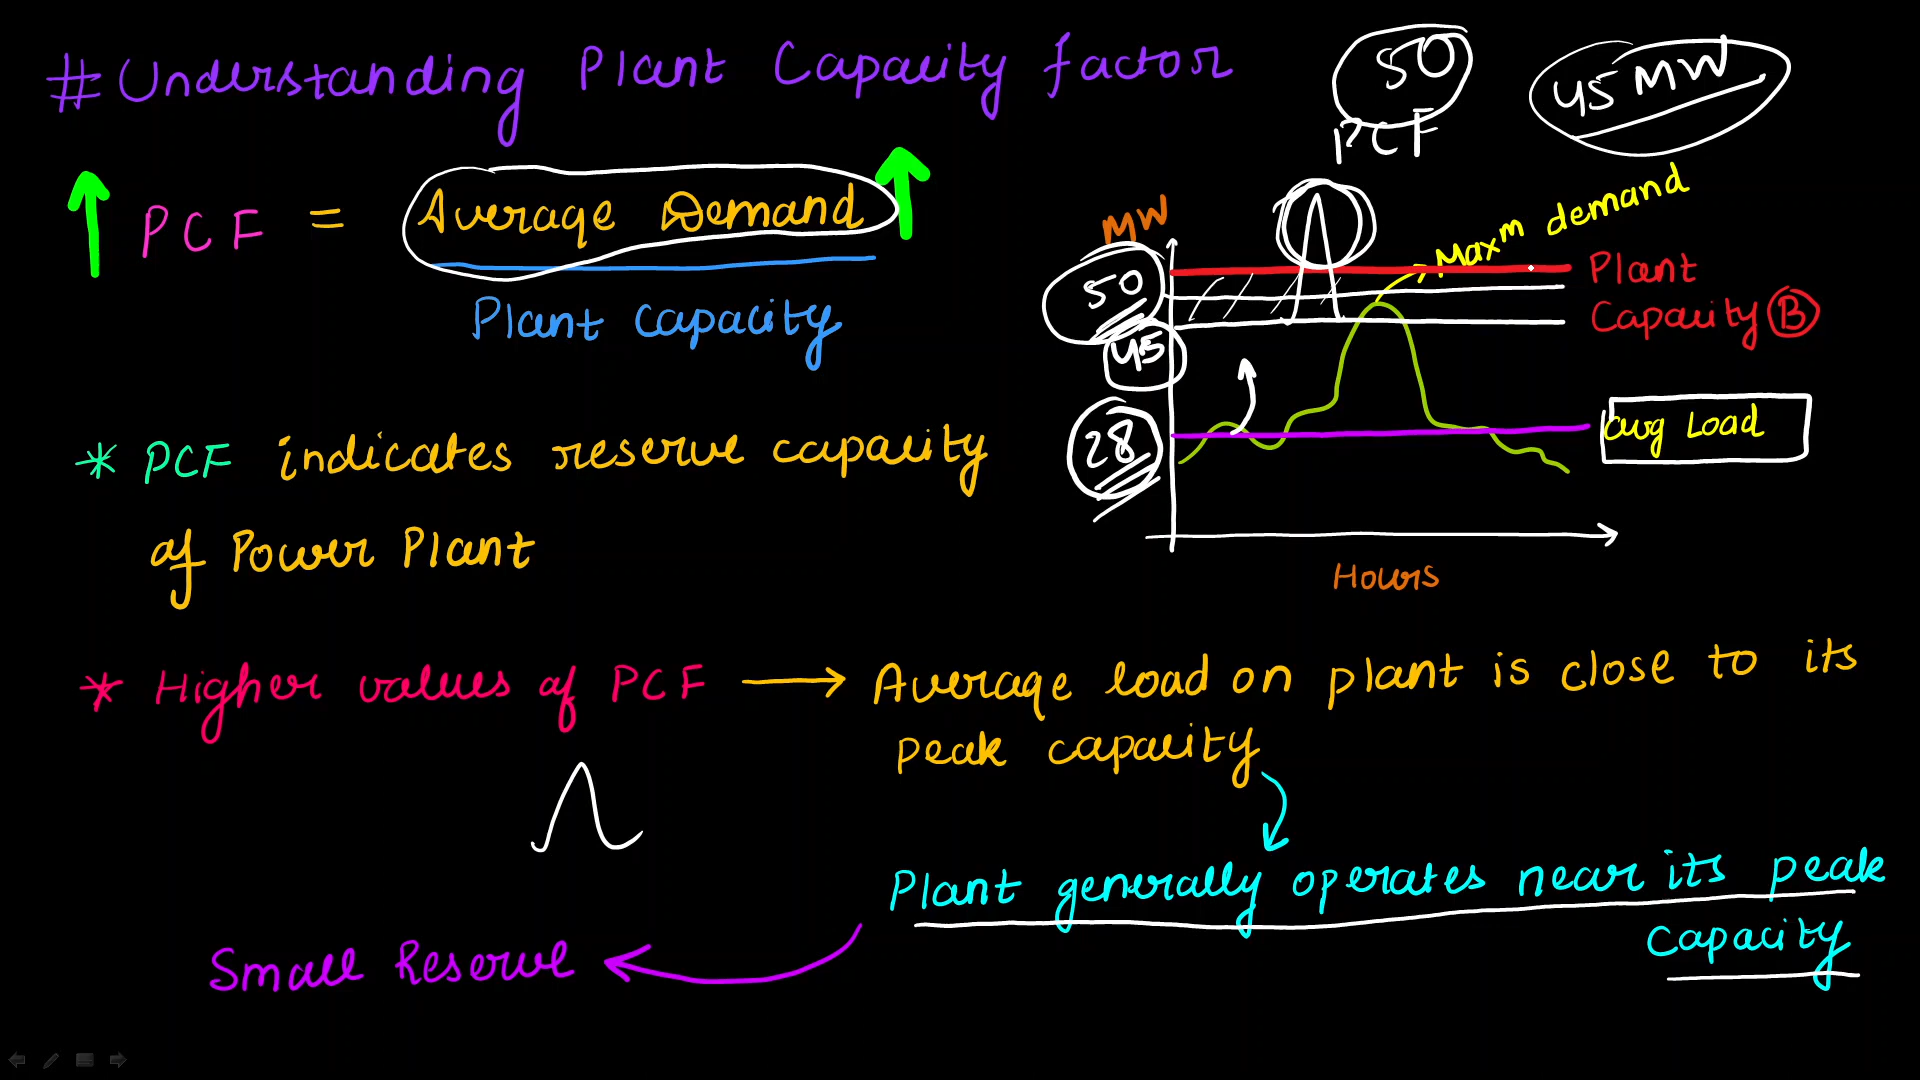 # Understanding Plant Capacity factor
50
PCF
45 MW
PCF = Average Demand
Plant Capacity
MW
Maxᵐ demand
50
Plant
Capacity B
45
28
avg Load
Hours
* PCF indicates reserve capacity
of Power Plant
* Higher values of PCF → Average load on plant is close to its
peak capacity
Plant generally operates near its peak
capacity
Small Reserve